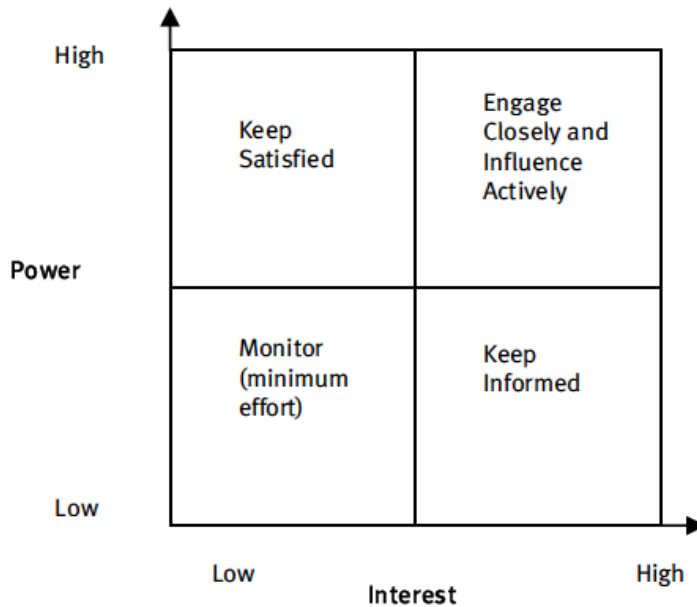 High
Keep
Satisfied
Engage
Closely and
Influence
Actively
Power
Monitor
(minimum
effort)
Keep
Informed
Low
Low
High
Interest